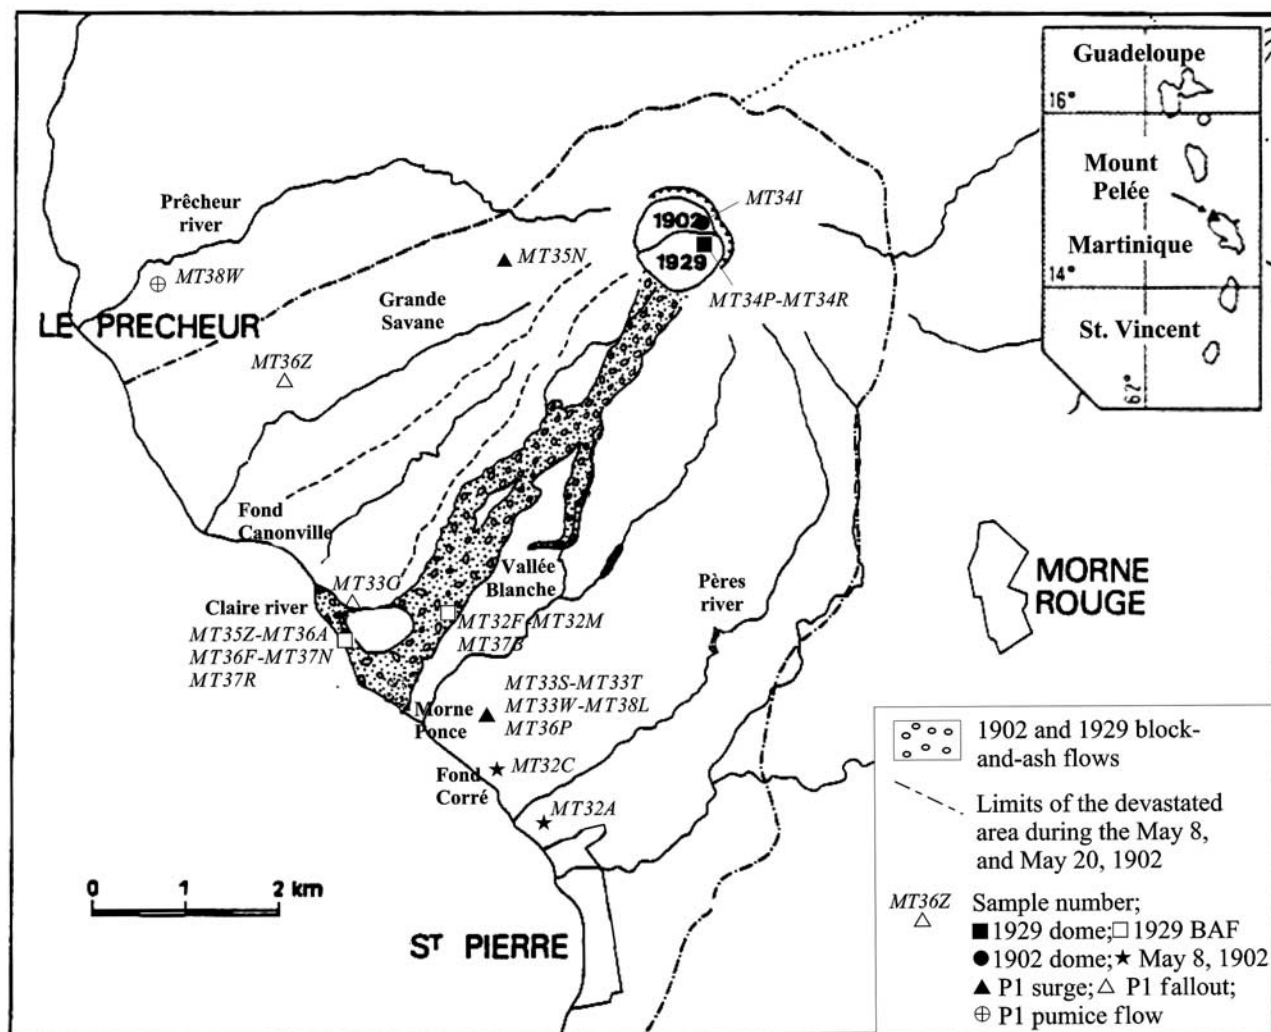 Guadeloupe
16°
Mount
Pelée
Martinique
14°
St. Vincent
62°
Prêcheur
river
MT38W
LE PRECHEUR
MT35N
Grande
Savane
MT36Z
1902
1929
MT34I
MT34P-MT34R
Fond
Canonville
MT33O
Claire river
MT35Z-MT36A
MT36F-MT37N
MT37R
Vallée
Blanche
MT32F-MT32M
MT37B
Pères
river
MORNE
ROUGE
MT33S-MT33T
MT33W-MT38L
MT36P
Morne
Ponce
Fond
Corré
MT32C
MT32A
0 1 2 km
ST PIERRE
1902 and 1929 block-
and-ash flows
Limits of the devastated
area during the May 8,
and May 20, 1902
MT36Z
Sample number;
■ 1929 dome; □ 1929 BAF
● 1902 dome; ★ May 8, 1902
▲ P1 surge; △ P1 fallout;
⊕ P1 pumice flow